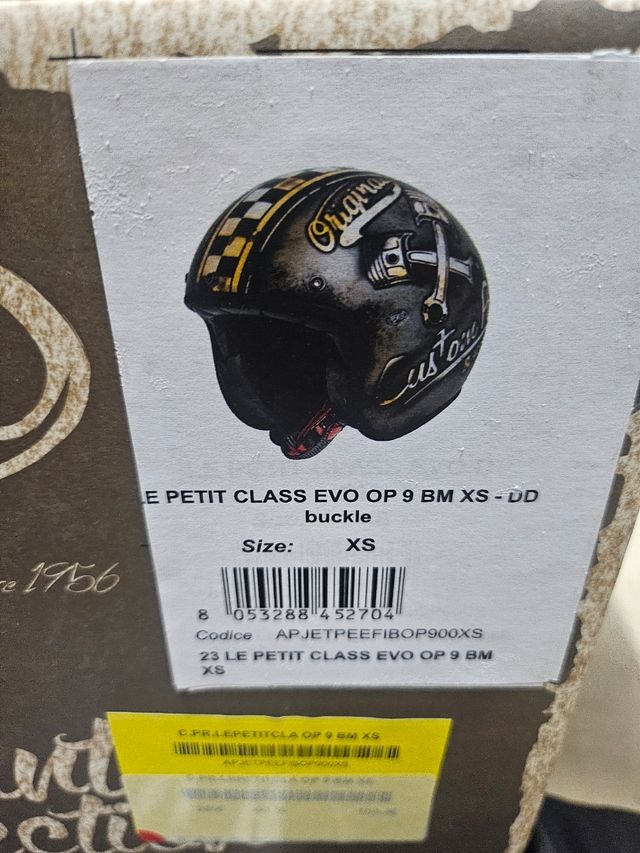 Original
Custom
LE PETIT CLASS EVO OP 9 BM XS - DD
buckle
Size: XS
8 053288 452704
Codice APJETPEEFIBOP900XS
23 LE PETIT CLASS EVO OP 9 BM
XS
1956
C.PR.LEPETITCLA OP 9 BM XS
APJETPEEFIBOP900XS